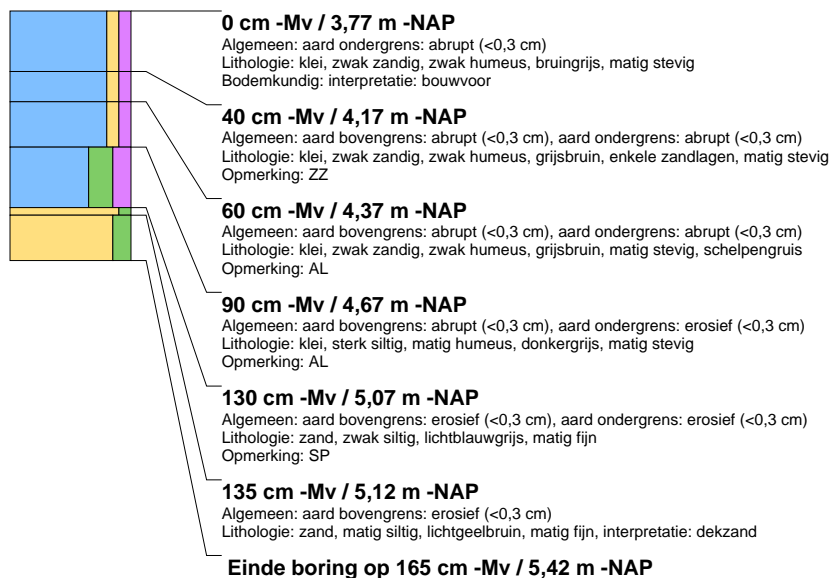 0 cm -Mv / 3,77 m -NAP
Algemeen: aard ondergrens: abrupt (<0,3 cm)
Lithologie: klei, zwak zandig, zwak humeus, bruingrijs, matig stevig
Bodemkundig: interpretatie: bouwvoor
40 cm -Mv / 4,17 m -NAP
Algemeen: aard bovengrens: abrupt (<0,3 cm), aard ondergrens: abrupt (<0,3 cm)
Lithologie: klei, zwak zandig, zwak humeus, grijsbruin, enkele zandlagen, matig stevig
Opmerking: ZZ
60 cm -Mv / 4,37 m -NAP
Algemeen: aard bovengrens: abrupt (<0,3 cm), aard ondergrens: abrupt (<0,3 cm)
Lithologie: klei, zwak zandig, zwak humeus, grijsbruin, matig stevig, schelpengruis
Opmerking: AL
90 cm -Mv / 4,67 m -NAP
Algemeen: aard bovengrens: abrupt (<0,3 cm), aard ondergrens: erosief (<0,3 cm)
Lithologie: klei, sterk siltig, matig humeus, donkergrijs, matig stevig
Opmerking: AL
130 cm -Mv / 5,07 m -NAP
Algemeen: aard bovengrens: erosief (<0,3 cm), aard ondergrens: erosief (<0,3 cm)
Lithologie: zand, zwak siltig, lichtblauwgrijs, matig fijn
Opmerking: SP
135 cm -Mv / 5,12 m -NAP
Algemeen: aard bovengrens: erosief (<0,3 cm)
Lithologie: zand, matig siltig, lichtgeelbruin, matig fijn, interpretatie: dekzand
Einde boring op 165 cm -Mv / 5,42 m -NAP